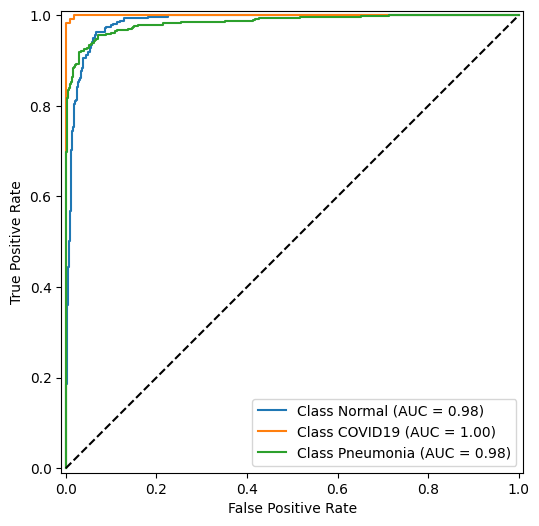 1.0
0.8
0.6
0.4
0.2
0.0
True Positive Rate
Class Normal (AUC = 0.98)
Class COVID19 (AUC = 1.00)
Class Pneumonia (AUC = 0.98)
0.0 0.2 0.4 0.6 0.8 1.0
False Positive Rate